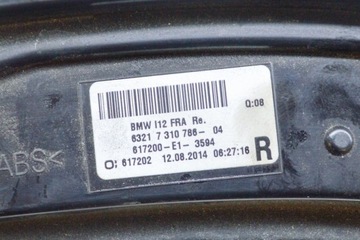 Q:08
BMW I12 FRA Re.
6321 7 310 786- 04
617200-E1- 3594
O: 617202 12.08.2014 06:27:16 R
ABS<